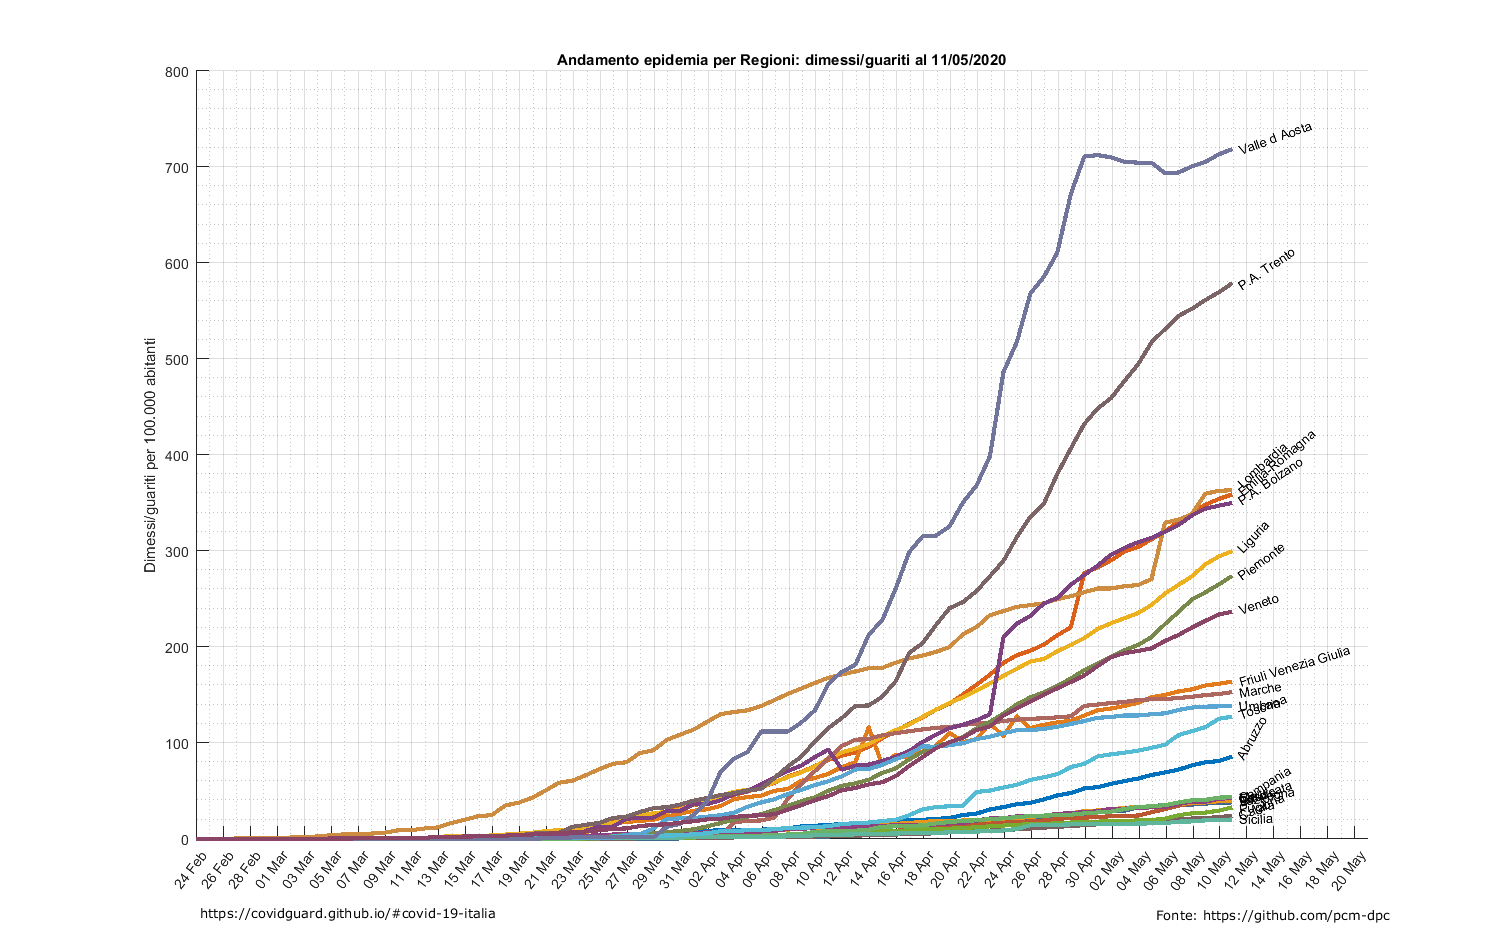 Andamento epidemia per Regioni: dimessi/guariti al 11/05/2020
Dimessi/guariti per 100.000 abitanti
800
700
600
500
400
300
200
100
0
Valle d Aosta
P.A. Trento
Lombardia
Emilia-Romagna
P.A. Bolzano
Liguria
Piemonte
Veneto
Friuli Venezia Giulia
Marche
Umbria
Toscana
Abruzzo
Campania
Sicilia
24 Feb
26 Feb
28 Feb
01 Mar
03 Mar
05 Mar
07 Mar
09 Mar
11 Mar
13 Mar
15 Mar
17 Mar
19 Mar
21 Mar
23 Mar
25 Mar
27 Mar
29 Mar
31 Mar
02 Apr
04 Apr
06 Apr
08 Apr
10 Apr
12 Apr
14 Apr
16 Apr
18 Apr
20 Apr
22 Apr
24 Apr
26 Apr
28 Apr
30 Apr
02 May
04 May
06 May
08 May
10 May
12 May
14 May
16 May
18 May
20 May
https://covidguard.github.io/#covid-19-italia
Fonte: https://github.com/pcm-dpc